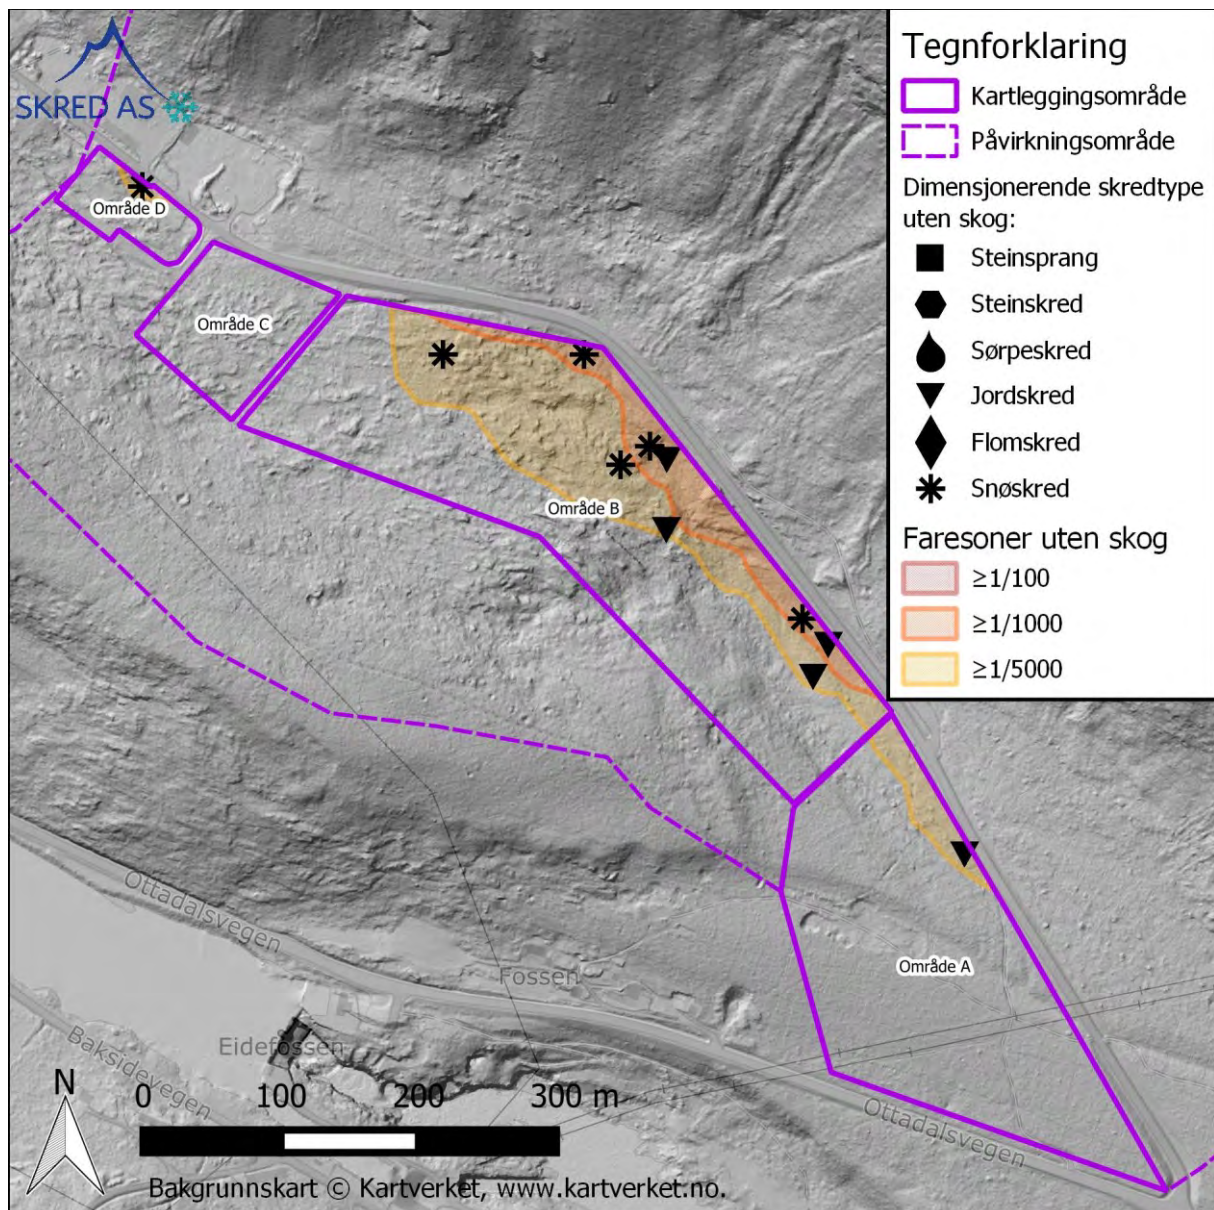 SKRED AS
Tegnforklaring
Kartleggingsområde
Påvirkningsområde
Dimensjonerende skredtype
uten skog:
Steinsprang
Steinskred
Sørpeskred
Jordskred
Flomskred
Snøskred
Faresoner uten skog
≥1/100
≥1/1000
≥1/5000
Område D
Område C
Område B
Område A
Ottadalsvegen
Fossen
Eidefossen
Baksidevegen
Ottadalsvegen
N
0 100 200 300 m
Bakgrunnskart © Kartverket, www.kartverket.no.